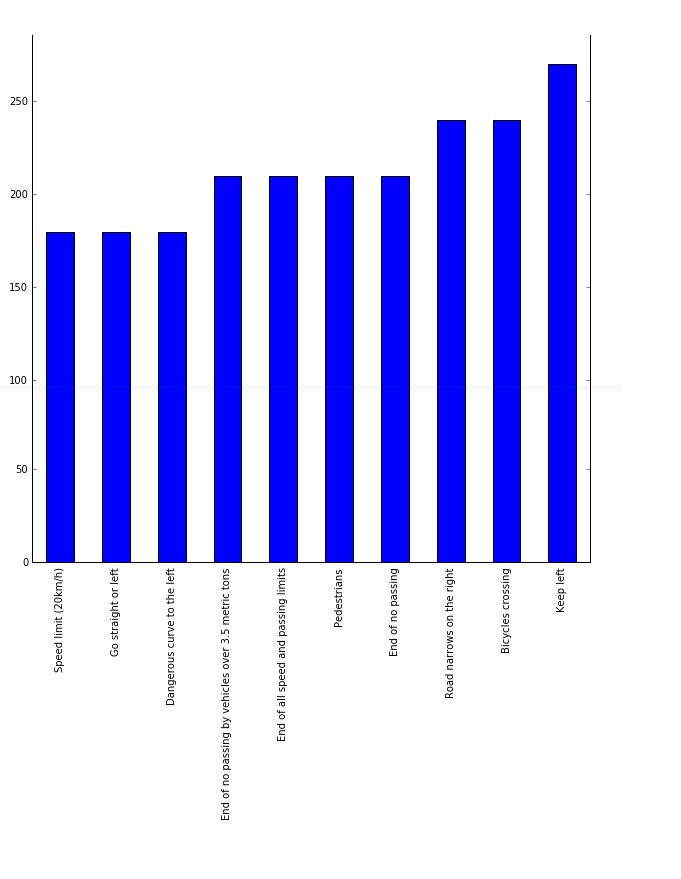 250
200
150
100
50
0
Speed limit (20km/h)
Go straight or left
Dangerous curve to the left
End of no passing by vehicles over 3.5 metric tons
End of all speed and passing limits
Pedestrians
End of no passing
Road narrows on the right
Bicycles crossing
Keep left